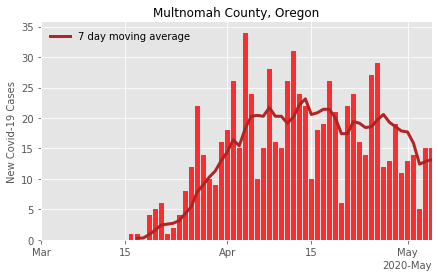 Multnomah County, Oregon
7 day moving average
New Covid-19 Cases
35
30
25
20
15
10
5
0
Mar
15
Apr
15
May
2020-May